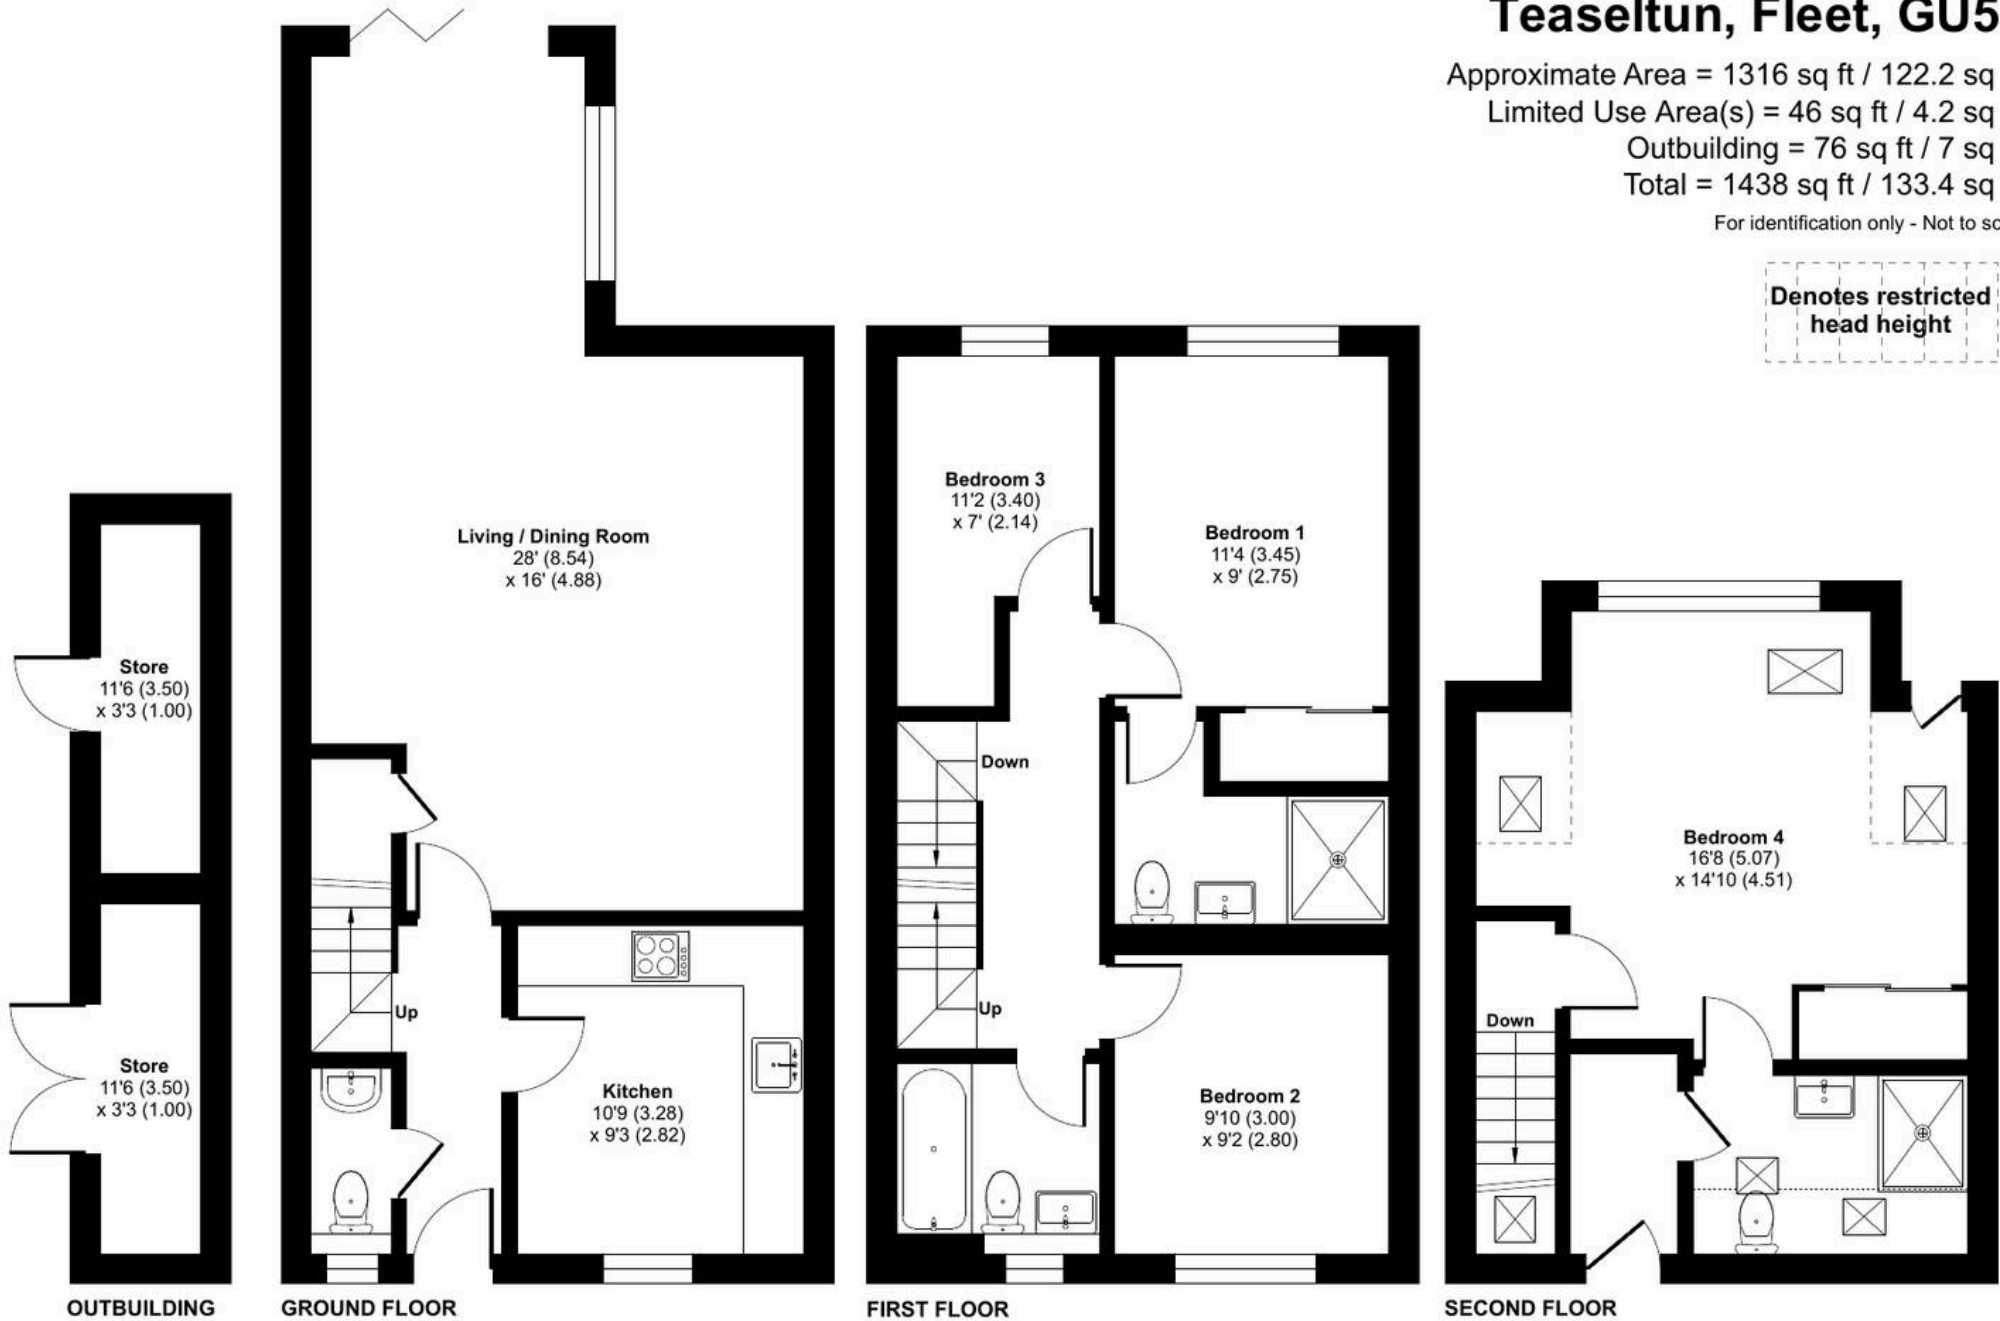 Teaseltun, Fleet, GU5
Approximate Area = 1316 sq ft / 122.2 sq
Limited Use Area(s) = 46 sq ft / 4.2 sq
Outbuilding = 76 sq ft / 7 sq
Total = 1438 sq ft / 133.4 sq
For identification only - Not to sc
Denotes restricted
head height
Store
11'6 (3.50)
x 3'3 (1.00)
Store
11'6 (3.50)
x 3'3 (1.00)
OUTBUILDING
Living / Dining Room
28' (8.54)
x 16' (4.88)
Up
Kitchen
10'9 (3.28)
x 9'3 (2.82)
GROUND FLOOR
Bedroom 3
11'2 (3.40)
x 7' (2.14)
Bedroom 1
11'4 (3.45)
x 9' (2.75)
Down
Up
Bedroom 2
9'10 (3.00)
x 9'2 (2.80)
FIRST FLOOR
Bedroom 4
16'8 (5.07)
x 14'10 (4.51)
Down
SECOND FLOOR